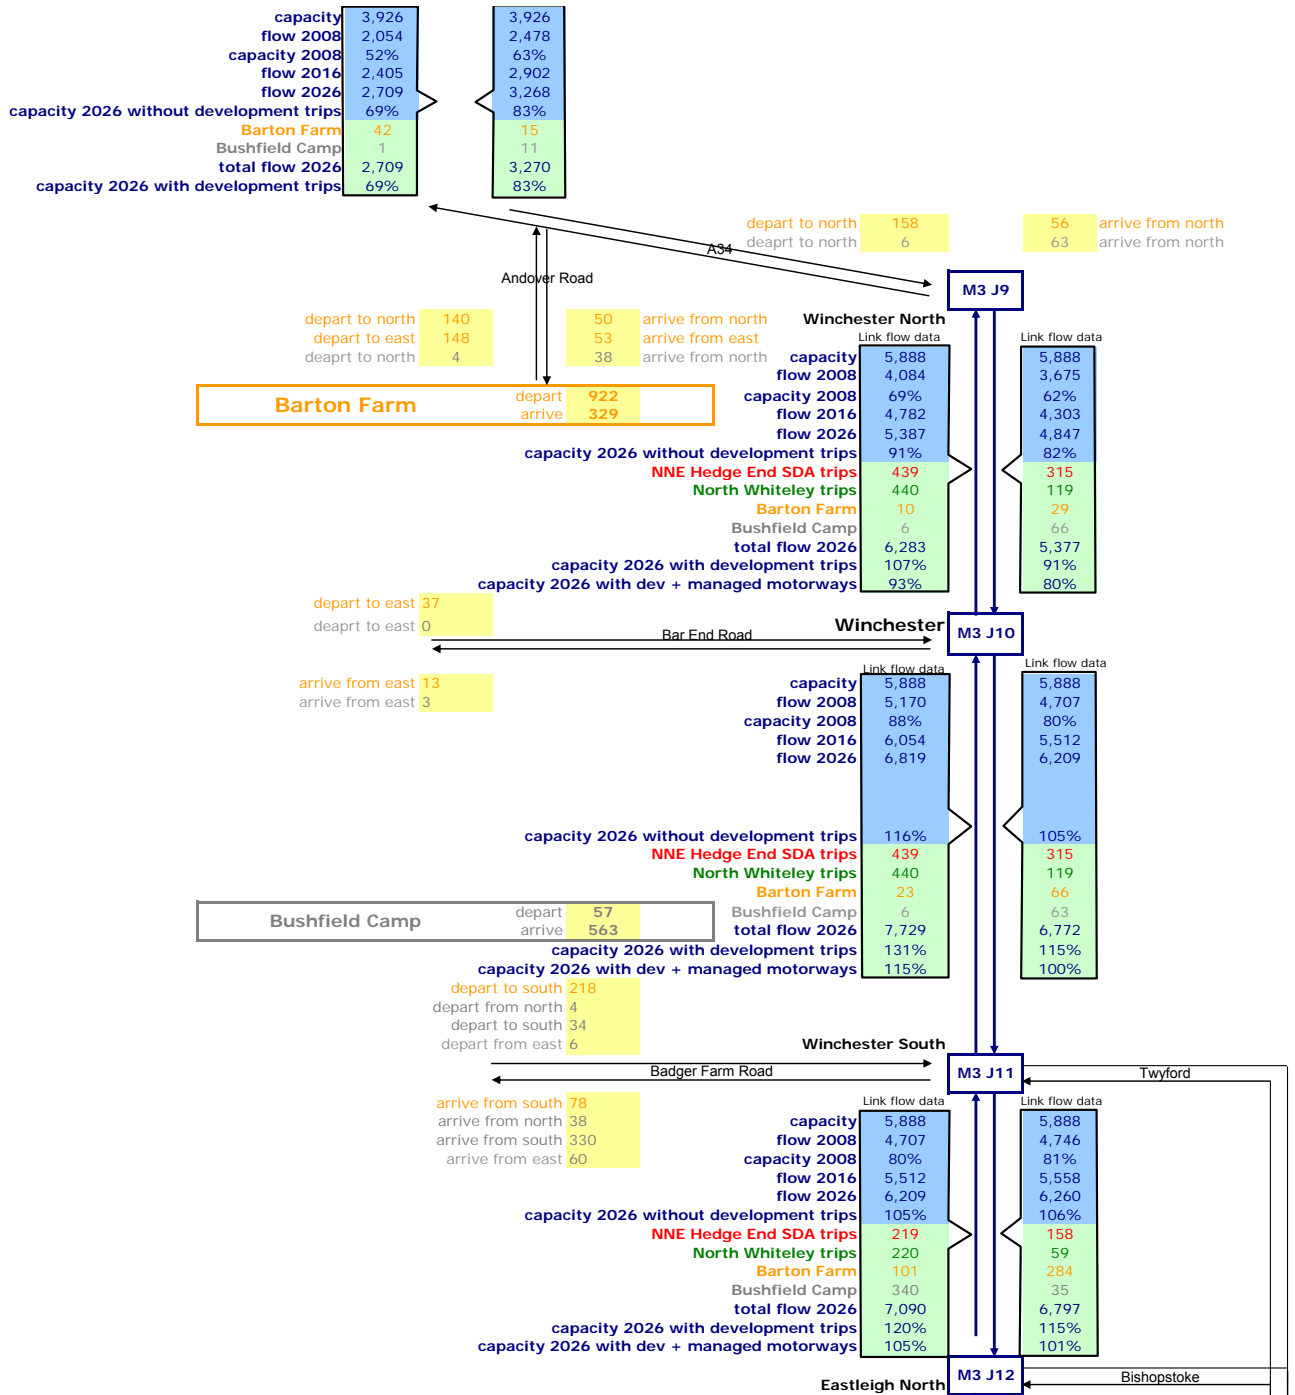 capacity 3,926 3,926
flow 2008 2,054 2,478
capacity 2008 52% 63%
flow 2016 2,405 2,902
flow 2026 2,709 3,268
capacity 2026 without development trips 69% 83%
Barton Farm 42 15
Bushfield Camp 1 11
total flow 2026 2,709 3,270
capacity 2026 with development trips 69% 83%
depart to north 158 56 arrive from north
deaprt to north 6 63 arrive from north
A34
Andover Road
M3 J9
depart to north 140 50 arrive from north
depart to east 148 53 arrive from east
deaprt to north 4 38 arrive from north
Barton Farm
depart 922
arrive 329
Winchester North
Link flow data Link flow data
capacity 5,888 5,888
flow 2008 4,084 3,675
capacity 2008 69% 62%
flow 2016 4,782 4,303
flow 2026 5,387 4,847
capacity 2026 without development trips 91% 82%
NNE Hedge End SDA trips 439 315
North Whiteley trips 440 119
Barton Farm 10 29
Bushfield Camp 6 66
total flow 2026 6,283 5,377
capacity 2026 with development trips 107% 91%
capacity 2026 with dev + managed motorways 93% 80%
depart to east 37
deaprt to east 0
Bar End Road
Winchester
M3 J10
arrive from east 13
arrive from east 3
Link flow data Link flow data
capacity 5,888 5,888
flow 2008 5,170 4,707
capacity 2008 88% 80%
flow 2016 6,054 5,512
flow 2026 6,819 6,209
capacity 2026 without development trips 116% 105%
NNE Hedge End SDA trips 439 315
North Whiteley trips 440 119
Barton Farm 23 66
Bushfield Camp 6 63
total flow 2026 7,729 6,772
capacity 2026 with development trips 131% 115%
capacity 2026 with dev + managed motorways 115% 100%
Bushfield Camp
depart 57
arrive 563
depart to south 218
depart from north 4
depart to south 34
depart from east 6
Winchester South
Badger Farm Road
M3 J11
Twyford
arrive from south 78
arrive from north 38
arrive from south 330
arrive from east 60
Link flow data Link flow data
capacity 5,888 5,888
flow 2008 4,707 4,746
capacity 2008 80% 81%
flow 2016 5,512 5,558
flow 2026 6,209 6,260
capacity 2026 without development trips 105% 106%
NNE Hedge End SDA trips 219 158
North Whiteley trips 220 59
Barton Farm 101 284
Bushfield Camp 340 35
total flow 2026 7,090 6,797
capacity 2026 with development trips 120% 115%
capacity 2026 with dev + managed motorways 105% 101%
Eastleigh North
M3 J12
Bishopstoke